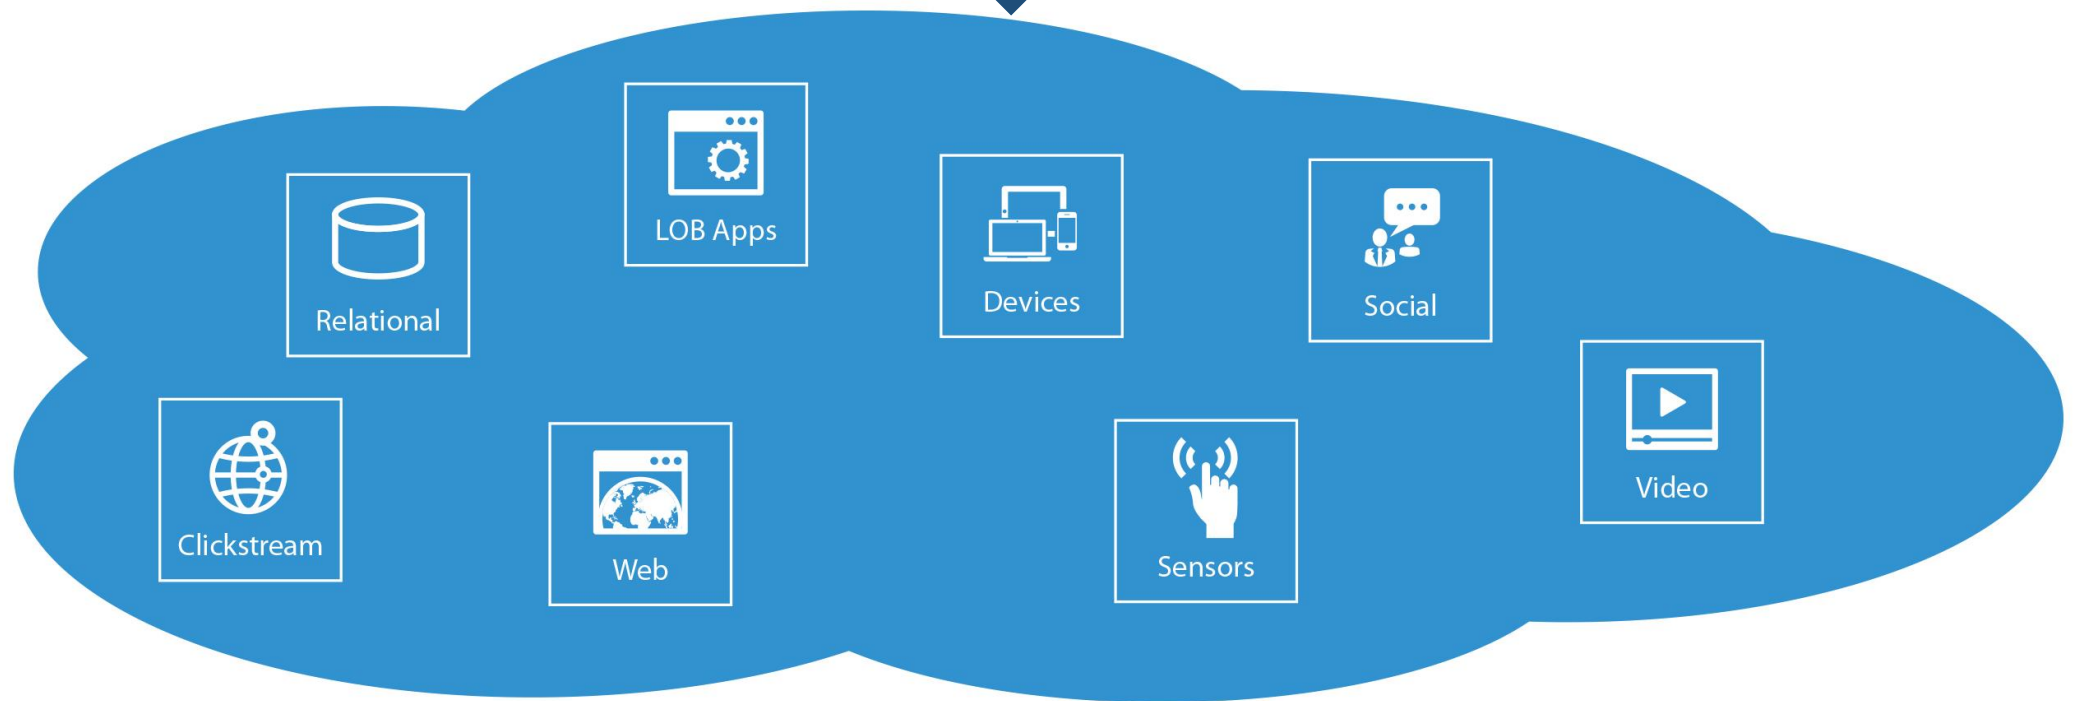 LOB Apps
Relational
Devices
Social
Clickstream
Web
Sensors
Video